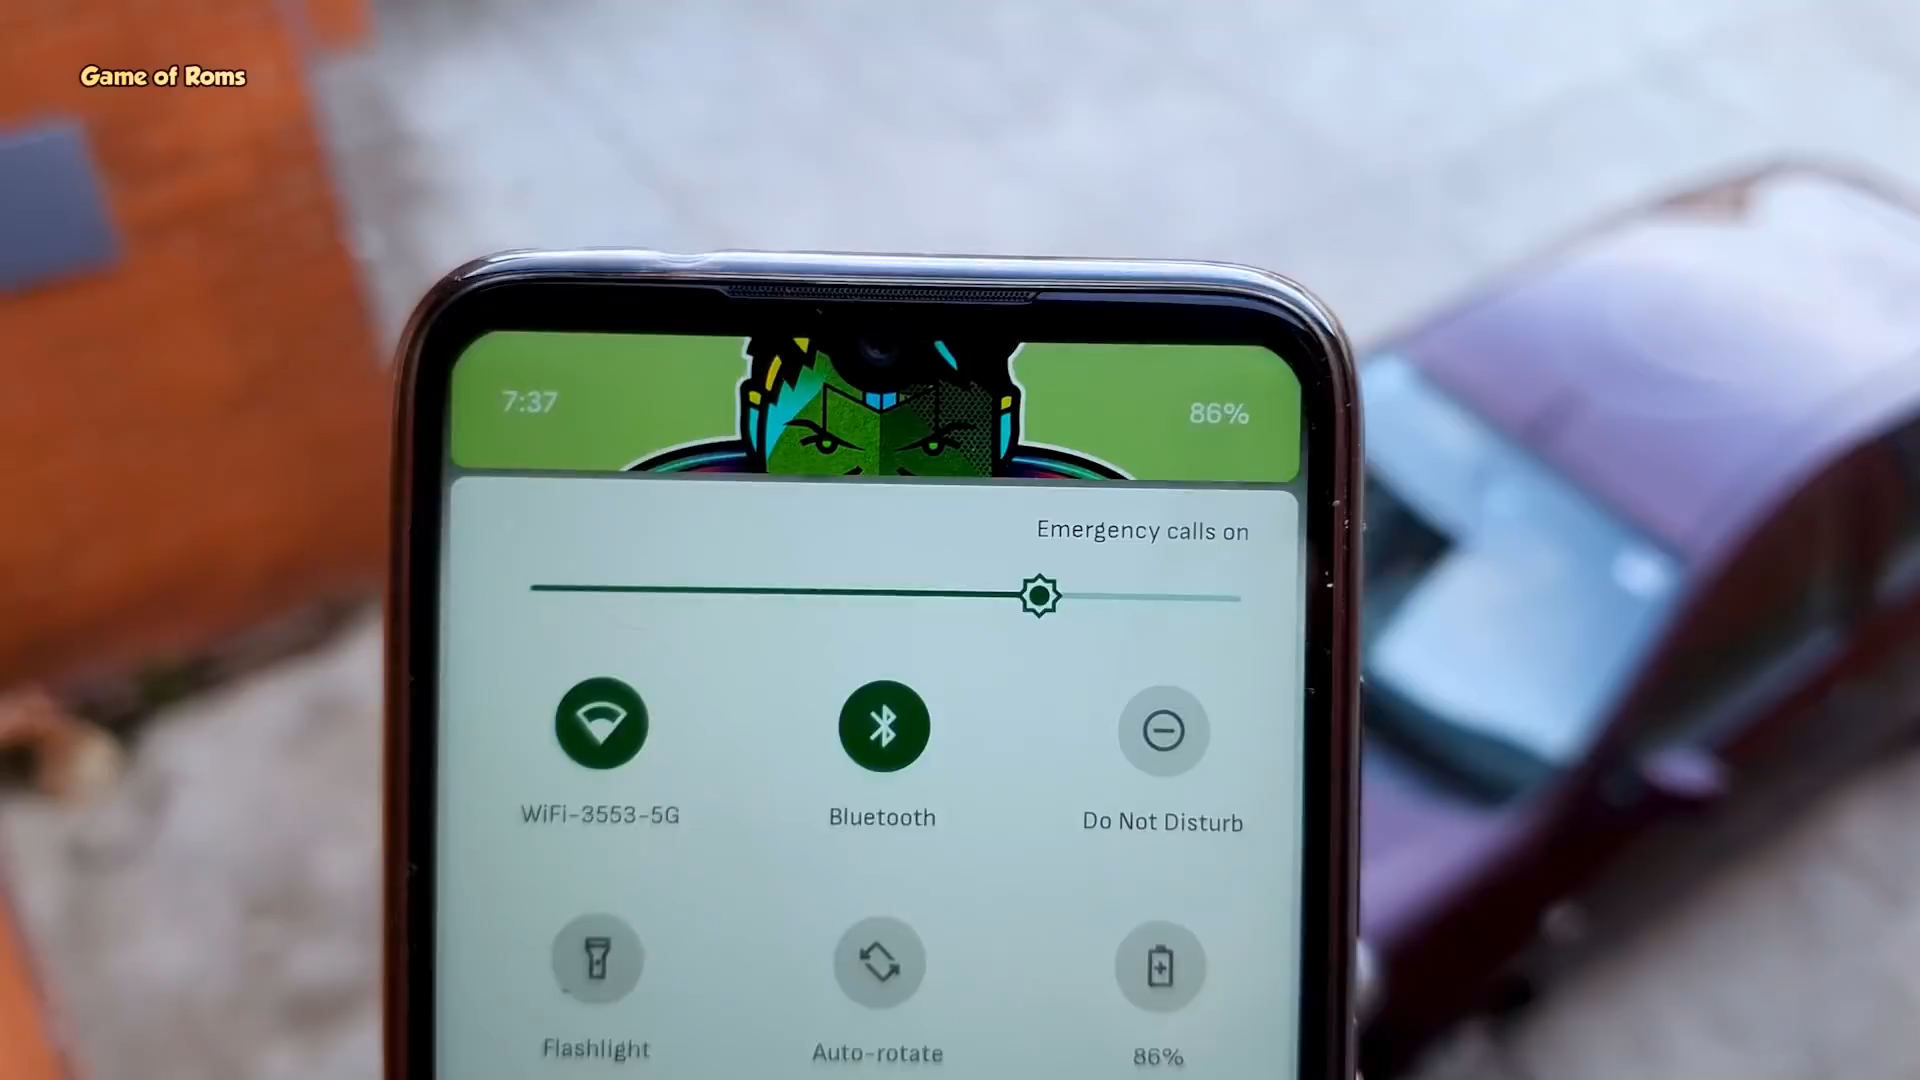 Game of Roms
7:37
86%
Emergency calls on
WiFi-3553-5G
Bluetooth
Do Not Disturb
Flashlight
Auto-rotate
86%